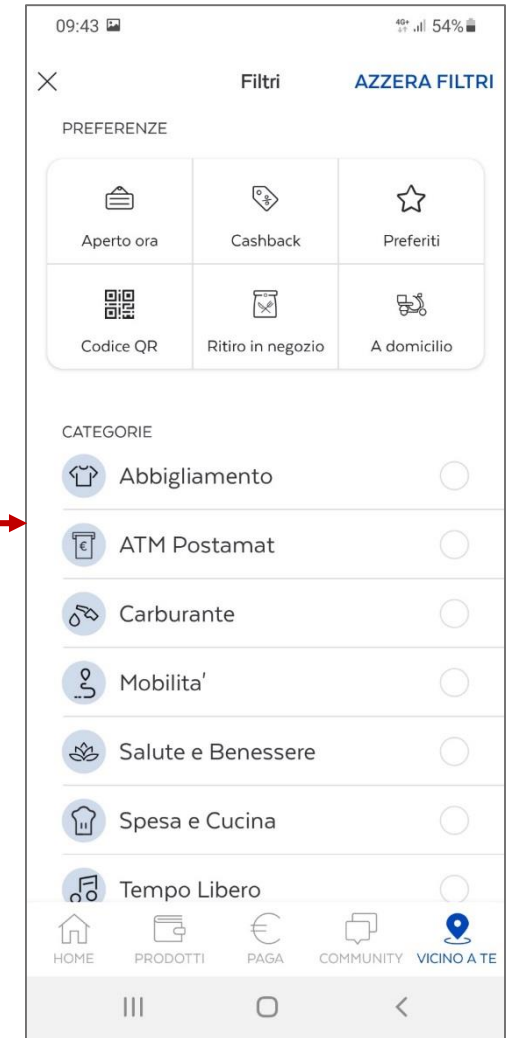 09:43 4G+ 54%
Filtri AZZERA FILTRI
PREFERENZE
Aperto ora Cashback Preferiti
Codice QR Ritiro in negozio A domicilio
CATEGORIE
Abbigliamento
ATM Postamat
Carburante
Mobilita'
Salute e Benessere
Spesa e Cucina
Tempo Libero
HOME PRODOTTI PAGA COMMUNITY VICINO A TE